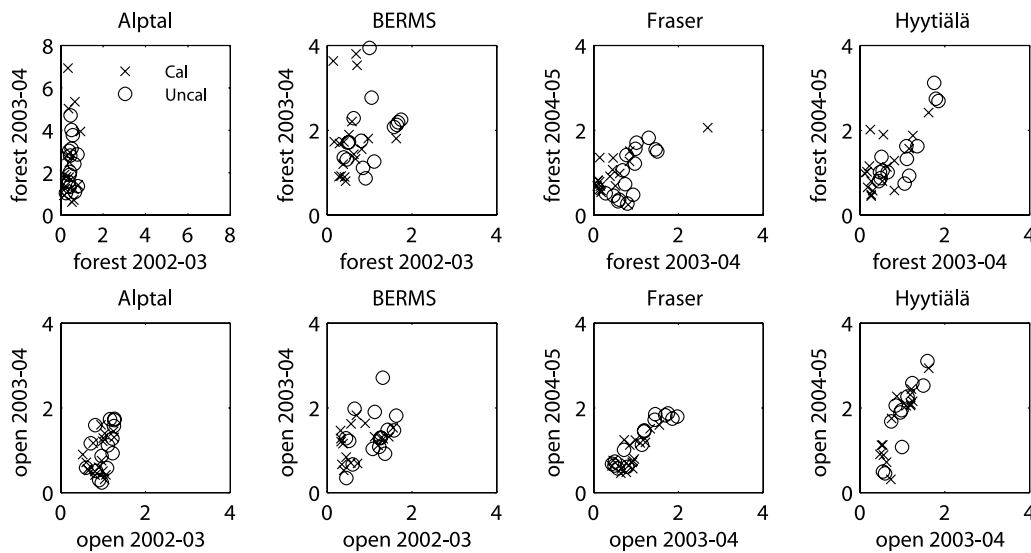 Alptal
BERMS
Fraser
Hyytiälä
8
6
4
2
0
forest 2003-04
Cal
Uncal
0 2 4 6 8
forest 2002-03
4
2
0
forest 2003-04
0 2 4
forest 2002-03
4
2
0
forest 2004-05
0 2 4
forest 2003-04
4
2
0
forest 2004-05
0 2 4
forest 2003-04
Alptal
BERMS
Fraser
Hyytiälä
4
2
0
open 2003-04
0 2 4
open 2002-03
4
2
0
open 2003-04
0 2 4
open 2002-03
4
2
0
open 2004-05
0 2 4
open 2003-04
4
2
0
open 2004-05
0 2 4
open 2003-04